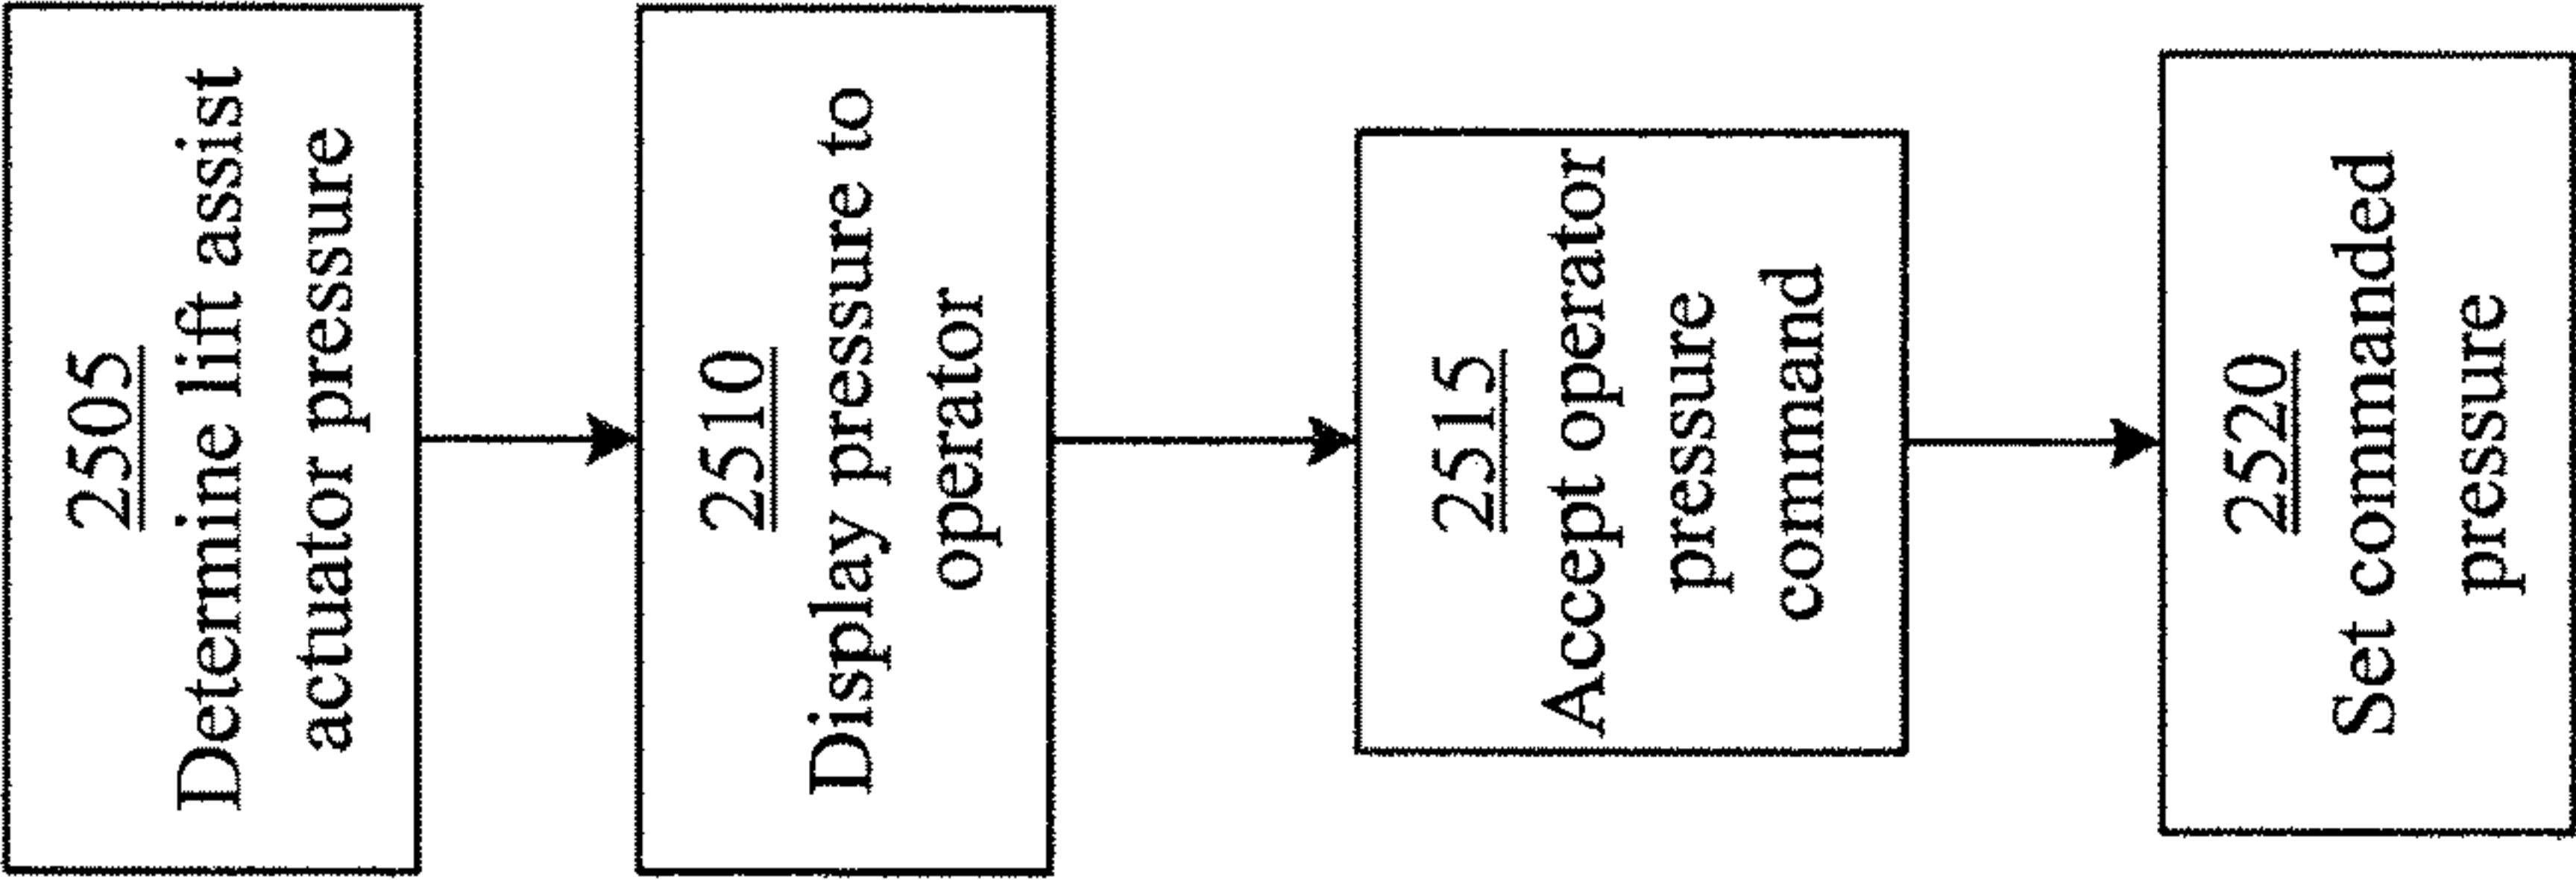 2505
Determine lift assist
actuator pressure
2510
Display pressure to
operator
2515
Accept operator
pressure
command
2520
Set commanded
pressure